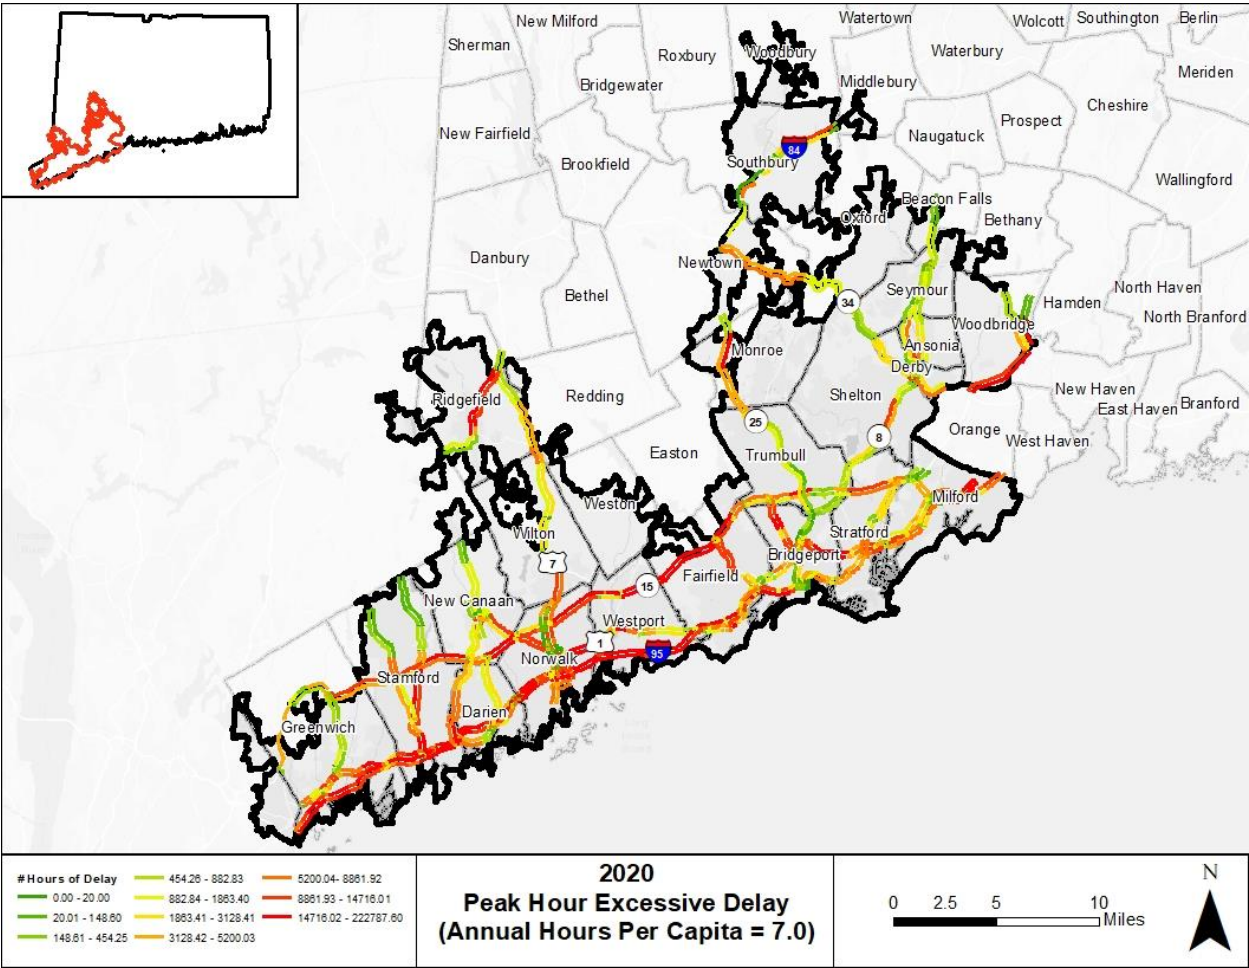 New Milford
Watertown
Wolcott
Southington
Berlin
Sherman
Roxbury
Woodbury
Waterbury
Bridgewater
Middlebury
Meriden
Cheshire
New Fairfield
Prospect
Naugatuck
84
Brookfield
Southbury
Wallingford
Beacon Falls
Oxford
Bethany
Danbury
Newtown
Bethel
Seymour
North Haven
34
Hamden
North Branford
Woodbridge
Ansonia
Monroe
Derby
Ridgefield
Redding
Shelton
New Haven
Branford
East Haven
25
Orange
8
West Haven
Easton
Trumbull
Milford
Weston
Wilton
Stratford
Bridgeport
7
Fairfield
15
New Canaan
Westport
1
95
Norwalk
Stamford
Darien
Greenwich
# Hours of Delay
0.00 - 20.00
20.01 - 148.60
148.61 - 454.25
454.26 - 882.83
882.84 - 1863.40
1863.41 - 3128.41
3128.42 - 5200.03
5200.04- 8861.92
8861.93 - 14716.01
14716.02 - 222787.60
2020
Peak Hour Excessive Delay
(Annual Hours Per Capita = 7.0)
0 2.5 5 10
Miles
N